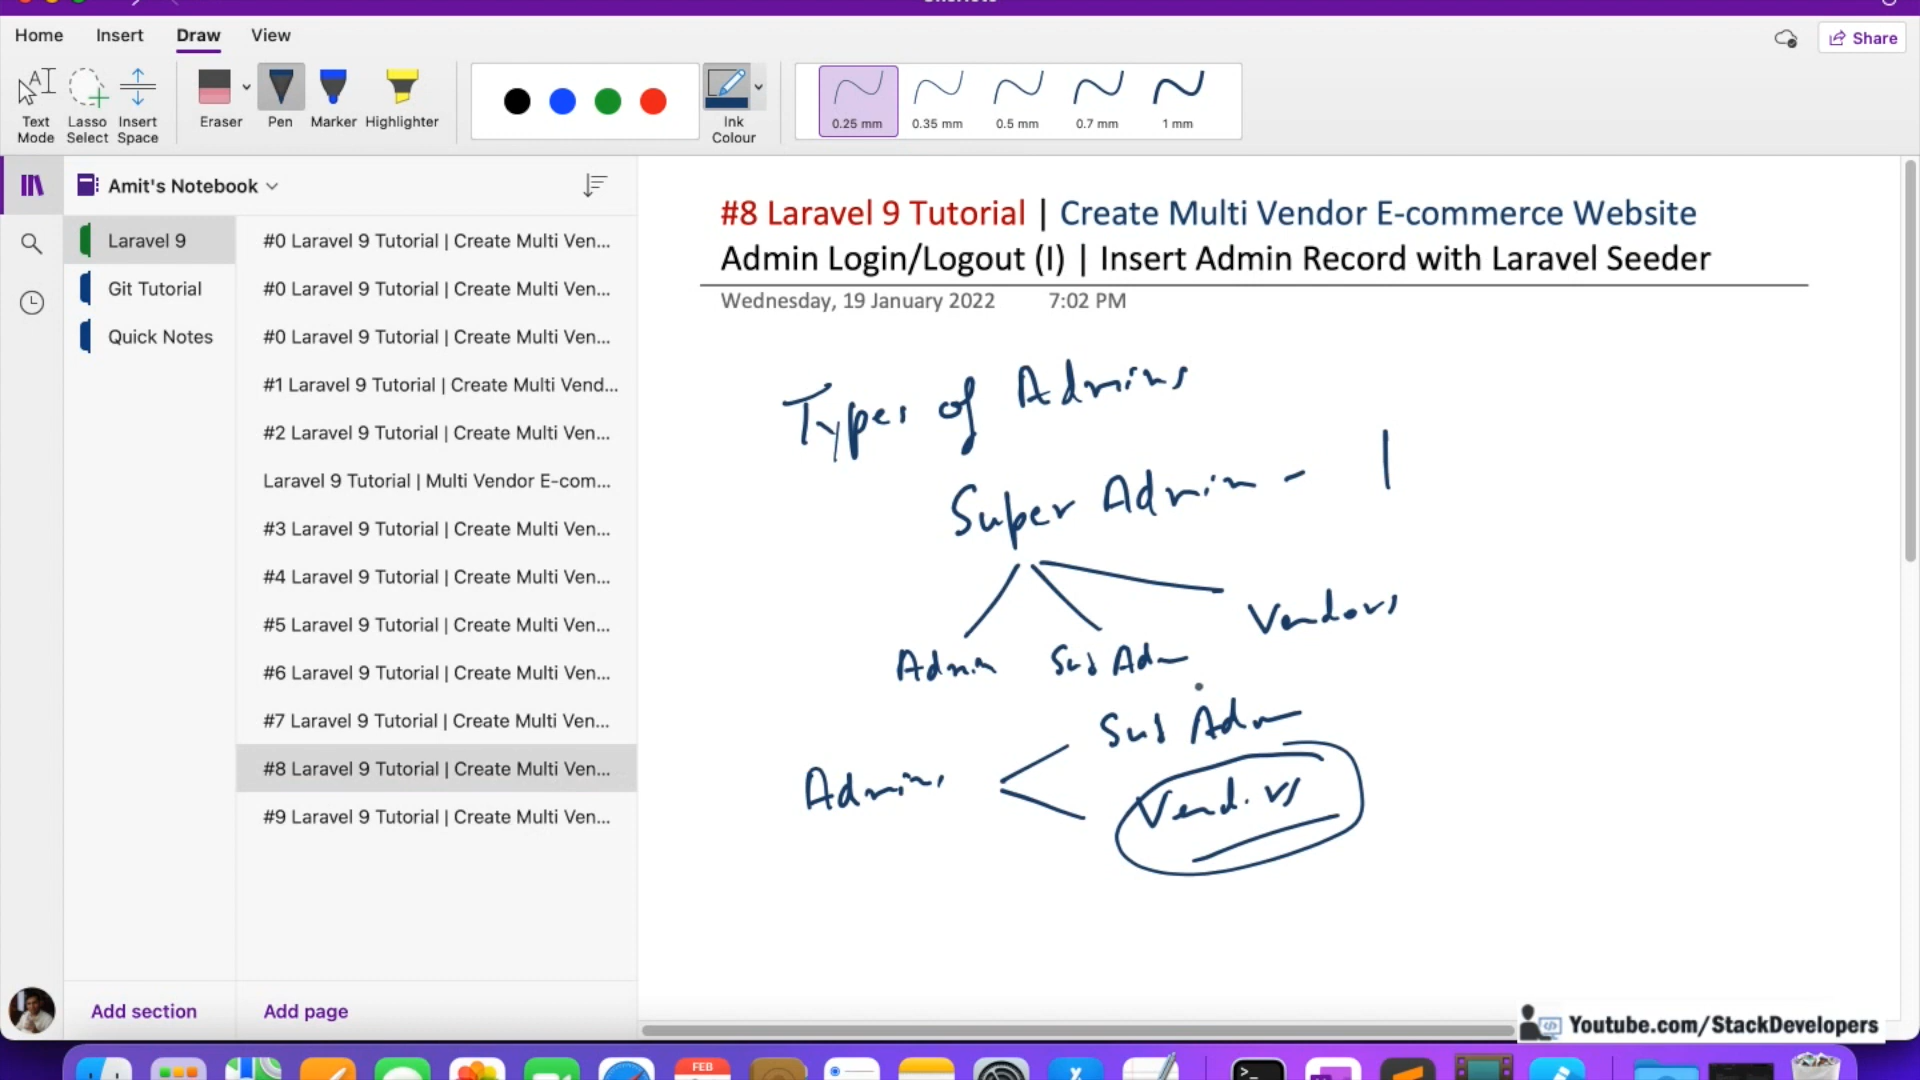 Home Insert Draw View
Share
Text Mode
Lasso Select
Insert Space
Eraser
Pen
Marker
Highlighter
Ink Colour
0.25 mm
0.35 mm
0.5 mm
0.7 mm
1 mm
Amit's Notebook
Laravel 9
Git Tutorial
Quick Notes
#0 Laravel 9 Tutorial | Create Multi Ven...
#0 Laravel 9 Tutorial | Create Multi Ven...
#0 Laravel 9 Tutorial | Create Multi Ven...
#1 Laravel 9 Tutorial | Create Multi Vend...
#2 Laravel 9 Tutorial | Create Multi Ven...
Laravel 9 Tutorial | Multi Vendor E-com...
#3 Laravel 9 Tutorial | Create Multi Ven...
#4 Laravel 9 Tutorial | Create Multi Ven...
#5 Laravel 9 Tutorial | Create Multi Ven...
#6 Laravel 9 Tutorial | Create Multi Ven...
#7 Laravel 9 Tutorial | Create Multi Ven...
#8 Laravel 9 Tutorial | Create Multi Ven...
#9 Laravel 9 Tutorial | Create Multi Ven...
Add section
Add page
#8 Laravel 9 Tutorial | Create Multi Vendor E-commerce Website
Admin Login/Logout (I) | Insert Admin Record with Laravel Seeder
Wednesday, 19 January 2022 7:02 PM
Types of Admins
Super Admin - 1
Vendors
Admin Sub Adm
Sub Adm
Admins
Vendors
Youtube.com/StackDevelopers
FEB